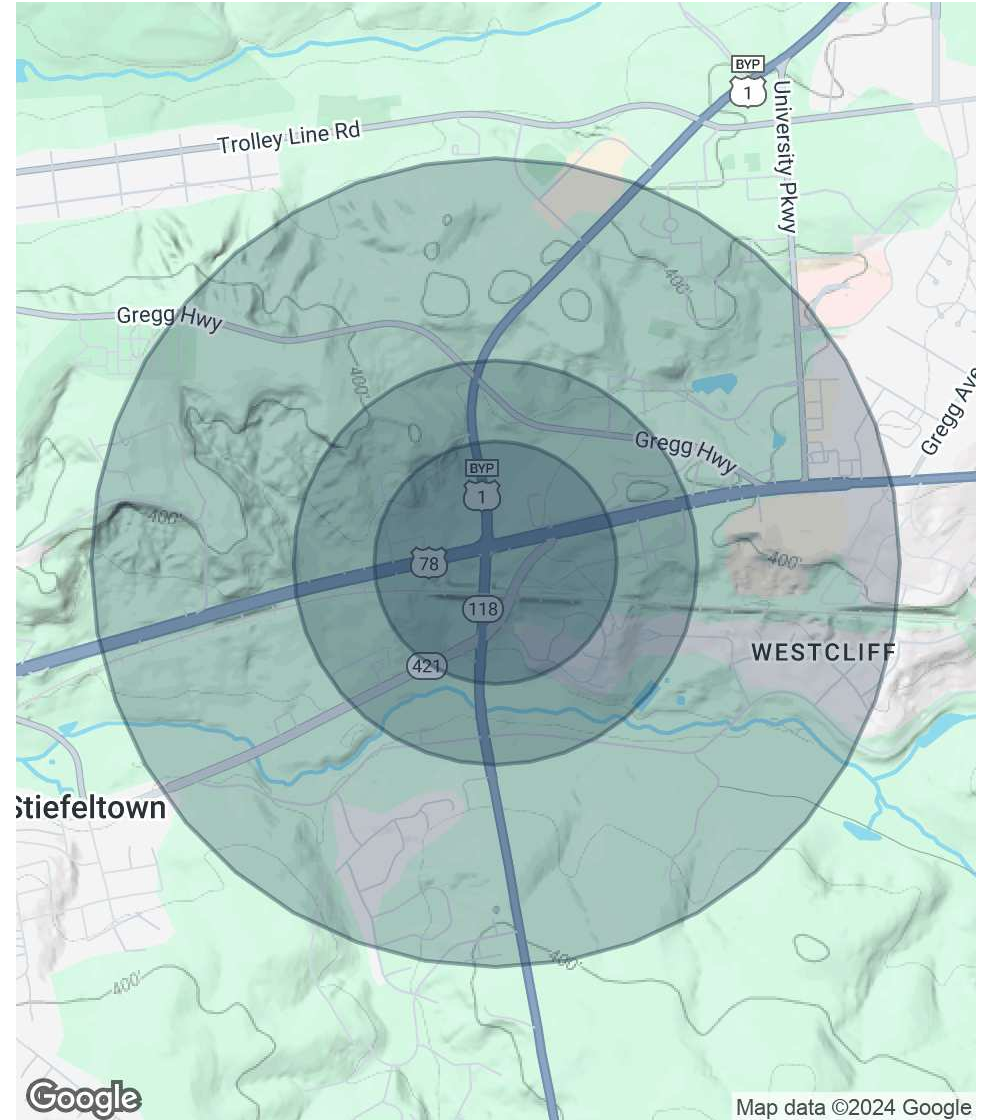 BYP
1
University Pkwy
Trolley Line Rd
400'
Gregg Hwy
400'
Gregg Ave
Gregg Hwy
BYP
1
400'
78
400'
118
421
WESTCLIFF
Stiefeltown
400'
400'
Google
Map data ©2024 Google